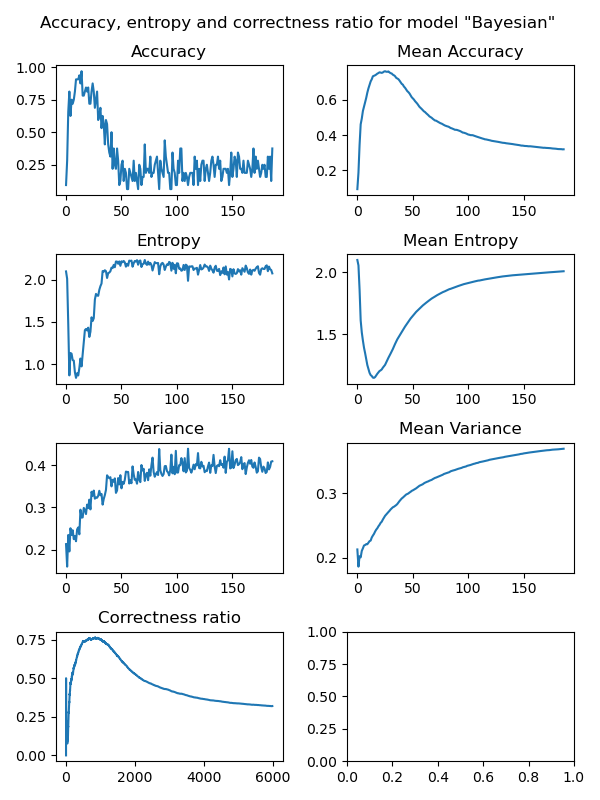 Accuracy, entropy and correctness ratio for model "Bayesian"
Accuracy
1.00
0.75
0.50
0.25
0 50 100 150
Mean Accuracy
0.6
0.4
0.2
0 50 100 150
Entropy
2.0
1.5
1.0
0 50 100 150
Mean Entropy
2.0
1.5
0 50 100 150
Variance
0.4
0.3
0.2
0 50 100 150
Mean Variance
0.3
0.2
0 50 100 150
Correctness ratio
0.75
0.50
0.25
0.00
0 2000 4000 6000
1.00
0.75
0.50
0.25
0.00
0.0 0.2 0.4 0.6 0.8 1.0